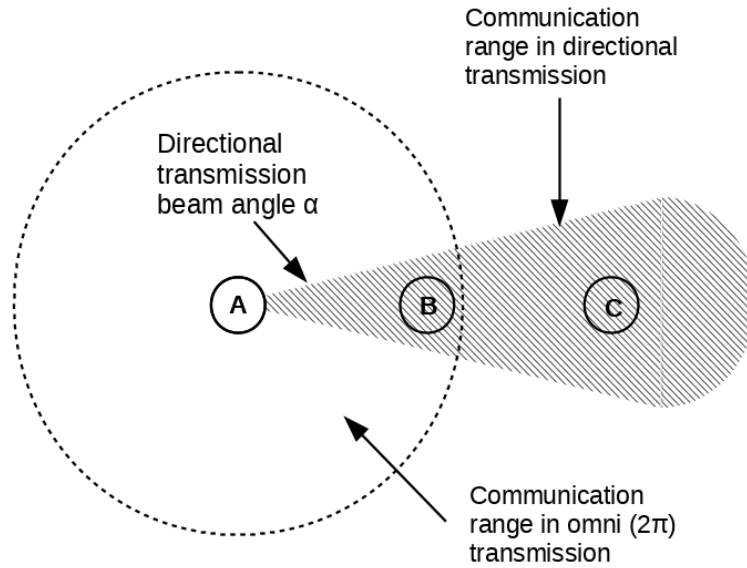 Communication
range in directional
transmission
Directional
transmission
beam angle α
A
B
C
Communication
range in omni (2π)
transmission